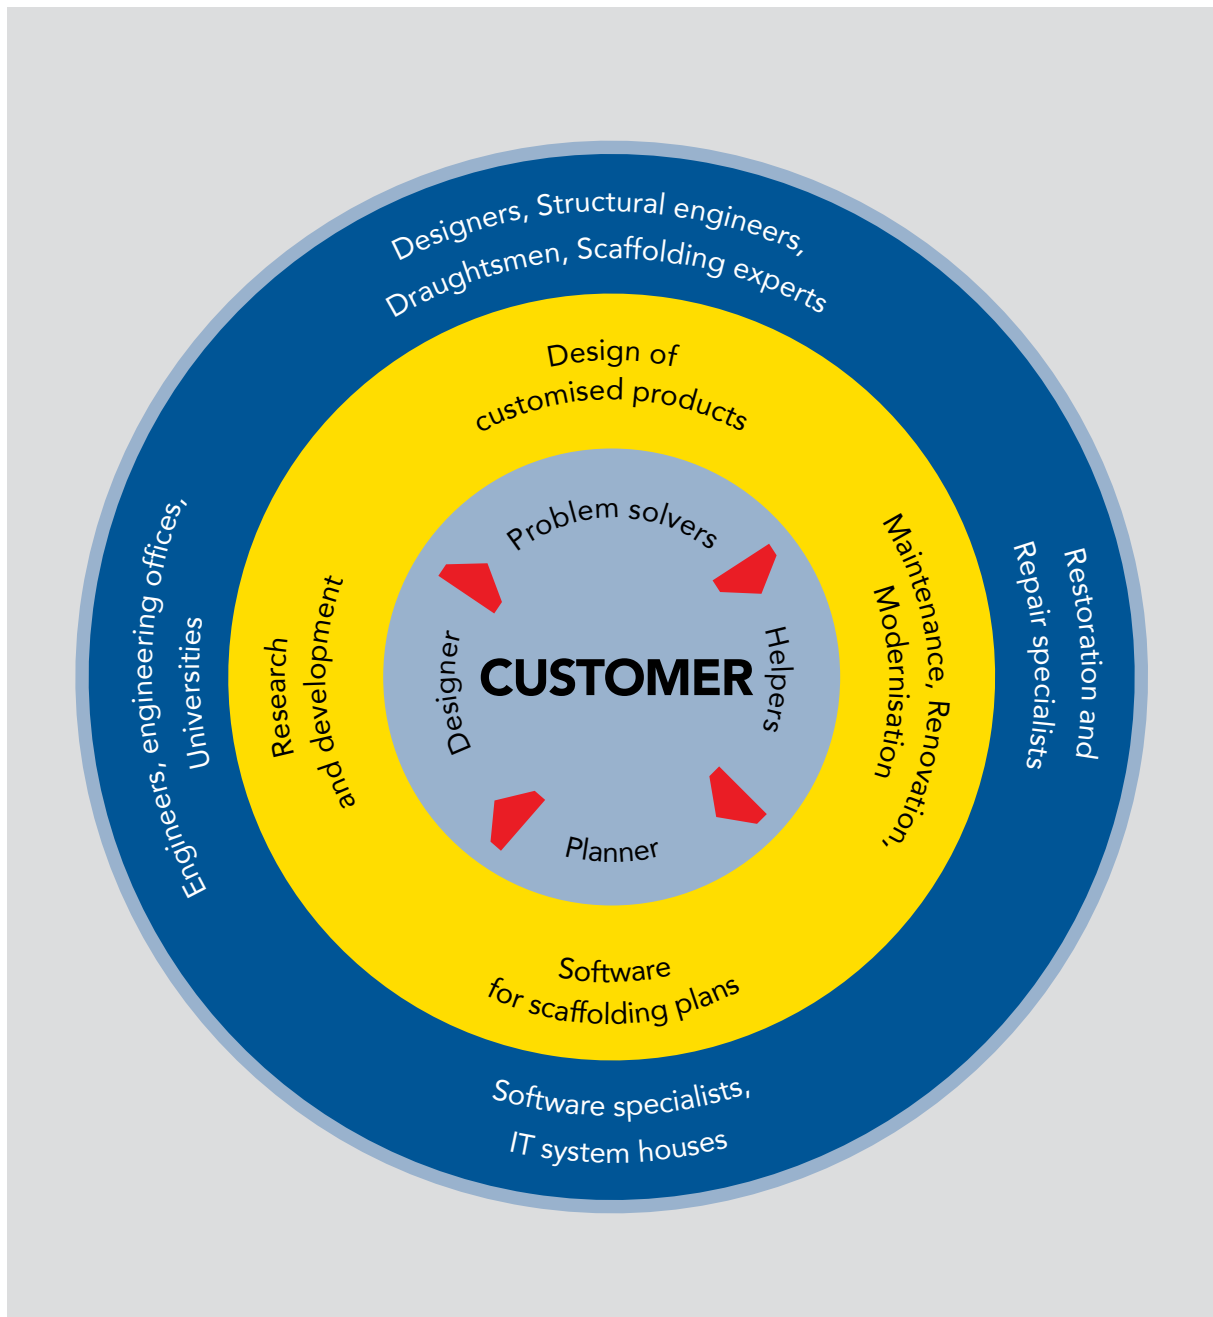 Designers, Structural engineers,
Draughtsmen, Scaffolding experts
Design of
customised products
Problem solvers
Engineers, engineering offices,
Universities
Research
and development
Designer
CUSTOMER
Helpers
Maintenance, Renovation,
Modernisation
Restoration and
Repair specialists
Planner
Software
for scaffolding plans
Software specialists,
IT system houses